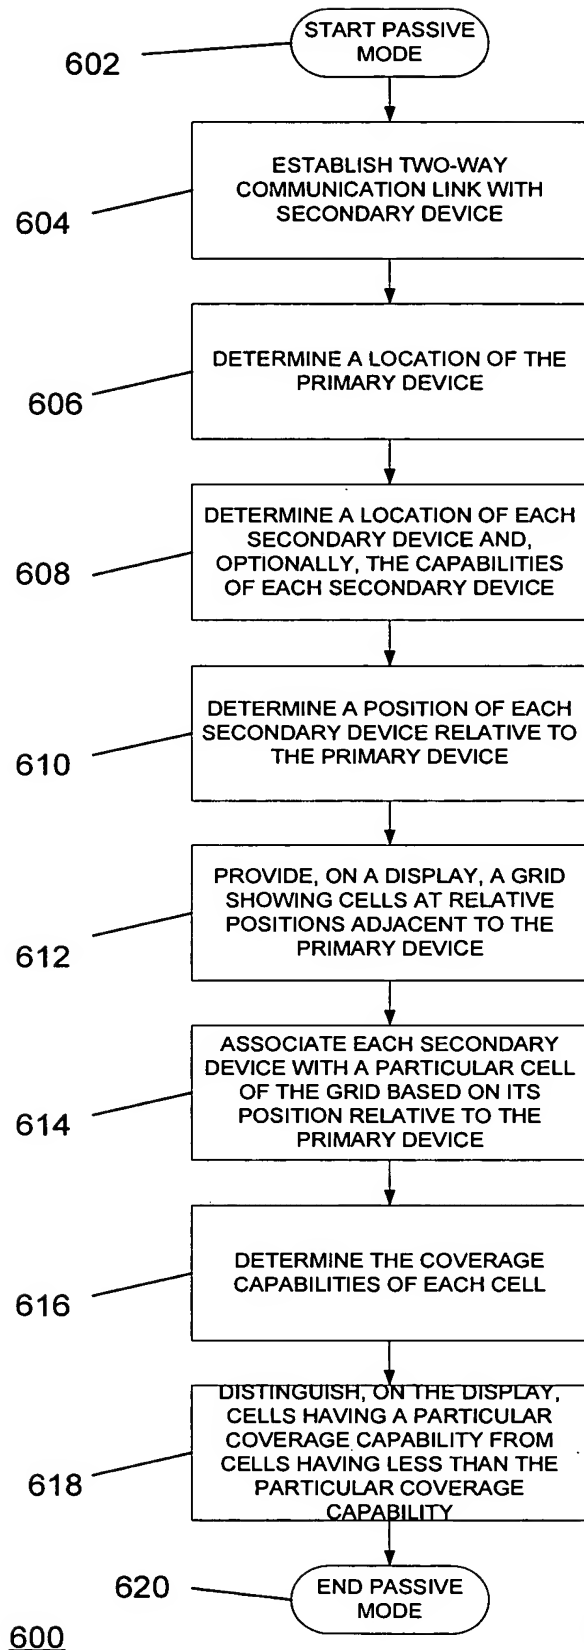 START PASSIVE
MODE
602
ESTABLISH TWO-WAY
COMMUNICATION LINK WITH
SECONDARY DEVICE
604
DETERMINE A LOCATION OF THE
PRIMARY DEVICE
606
DETERMINE A LOCATION OF EACH
SECONDARY DEVICE AND,
OPTIONALLY, THE CAPABILITIES
OF EACH SECONDARY DEVICE
608
DETERMINE A POSITION OF EACH
SECONDARY DEVICE RELATIVE TO
THE PRIMARY DEVICE
610
PROVIDE, ON A DISPLAY, A GRID
SHOWING CELLS AT RELATIVE
POSITIONS ADJACENT TO THE
PRIMARY DEVICE
612
ASSOCIATE EACH SECONDARY
DEVICE WITH A PARTICULAR CELL
OF THE GRID BASED ON ITS
POSITION RELATIVE TO THE
PRIMARY DEVICE
614
DETERMINE THE COVERAGE
CAPABILITIES OF EACH CELL
616
DISTINGUISH, ON THE DISPLAY,
CELLS HAVING A PARTICULAR
COVERAGE CAPABILITY FROM
CELLS HAVING LESS THAN THE
PARTICULAR COVERAGE
CAPABILITY
618
END PASSIVE
MODE
620
600